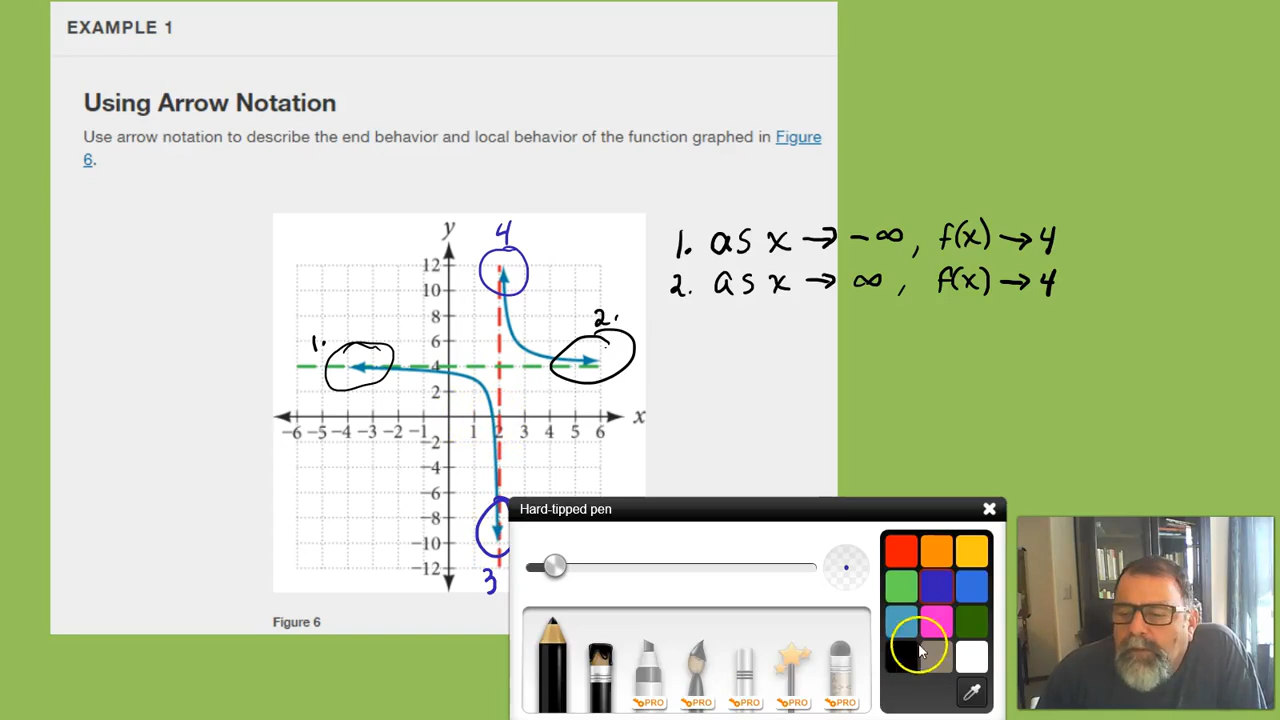 EXAMPLE 1
Using Arrow Notation
Use arrow notation to describe the end behavior and local behavior of the function graphed in Figure
6.
1. as x → -∞, f(x) → 4
2. as x → ∞, f(x) → 4
4
y
12
10
8
6
4
2
-2
-4
-6
-8
-10
-12
1.
2.
-6 -5 -4 -3 -2 -1 1 2 3 4 5 6 x
3
Figure 6
Hard-tipped pen
PRO PRO PRO PRO PRO